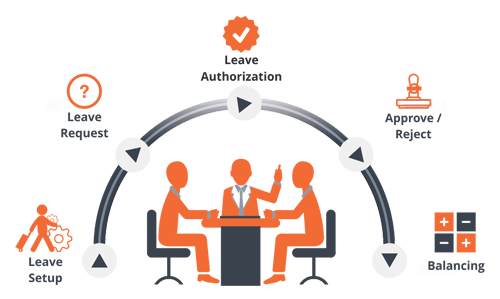 Leave
Authorization
Leave
Request
Approve /
Reject
Leave
Setup
Balancing